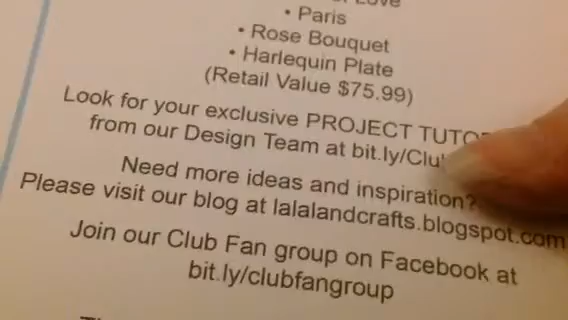 Love
• Paris
• Rose Bouquet
• Harlequin Plate
(Retail Value $75.99)
Look for your exclusive PROJECT
from our Design Team at
Need more ideas and inspiration?
Please visit our blog at lalalandcrafts.blogspot.com
Join our Club Fan group on Facebook at
bit.ly/clubfangroup